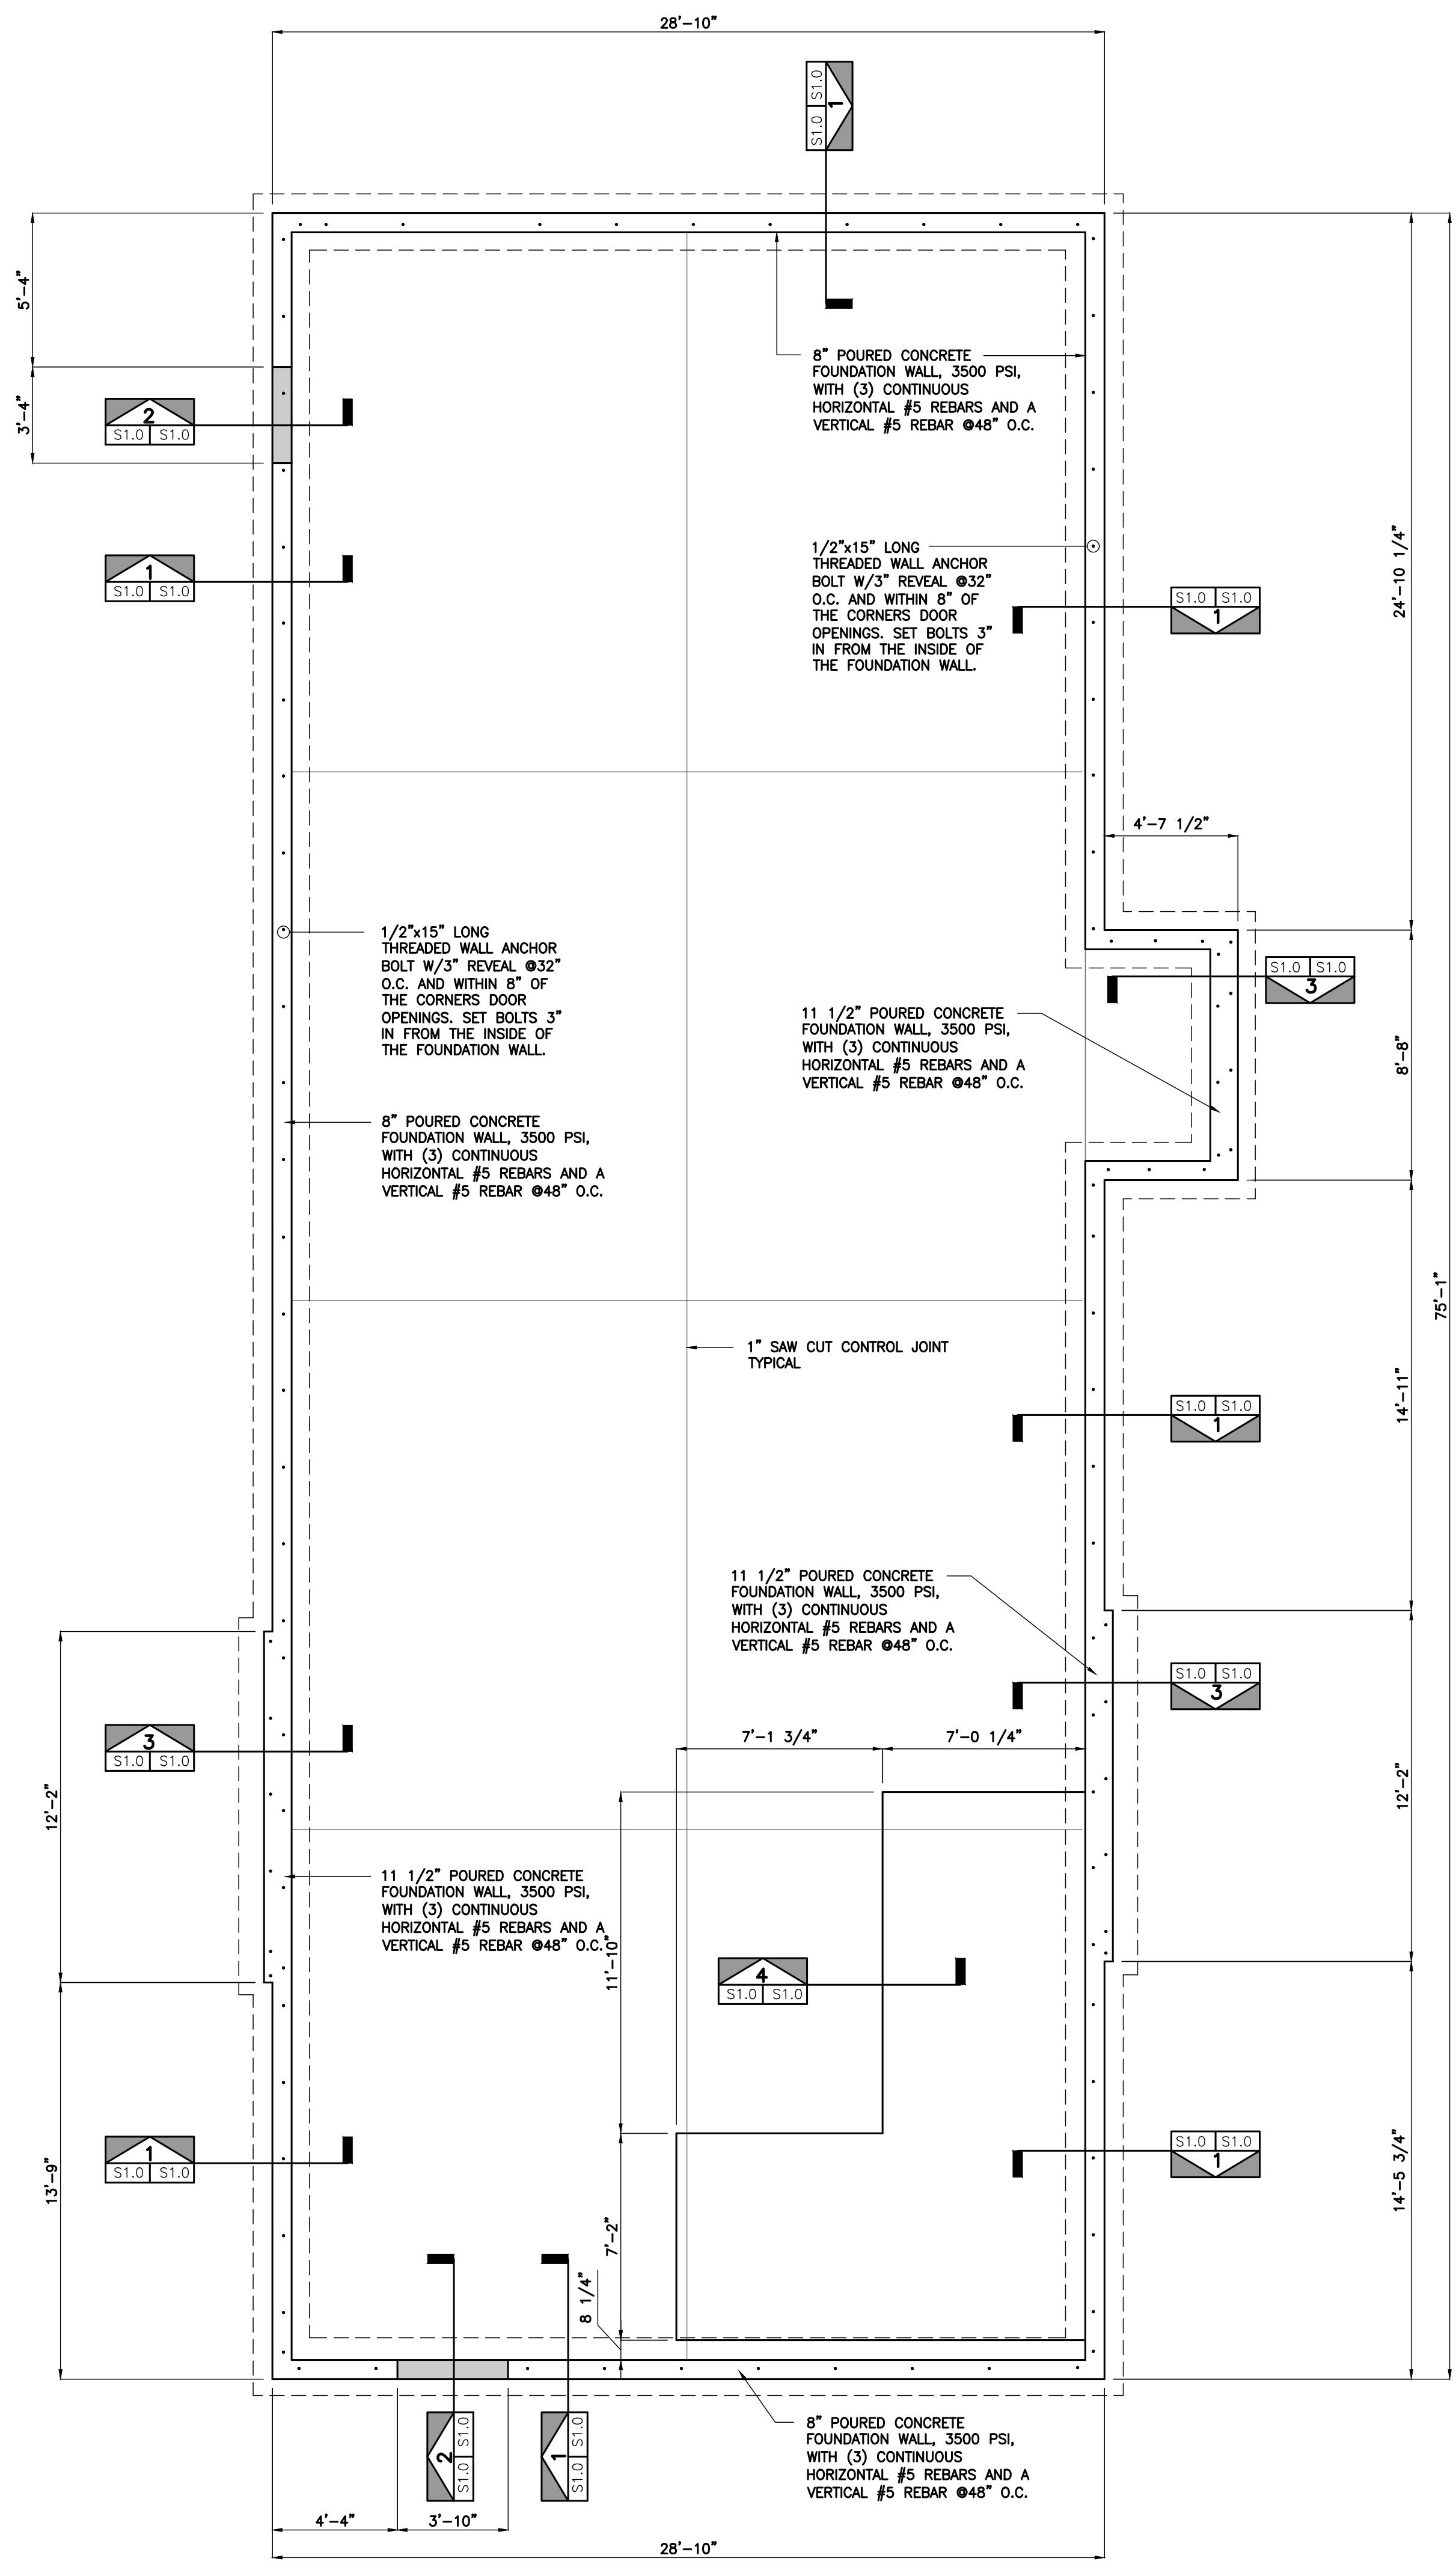 28'-10"
S1.0 S1.0
1
5'-4"
3'-4"
2
S1.0 S1.0
8" POURED CONCRETE
FOUNDATION WALL, 3500 PSI,
WITH (3) CONTINUOUS
HORIZONTAL #5 REBARS AND A
VERTICAL #5 REBAR @48" O.C.
1
S1.0 S1.0
1/2"x15" LONG
THREADED WALL ANCHOR
BOLT W/3" REVEAL @32"
O.C. AND WITHIN 8" OF
THE CORNERS DOOR
OPENINGS. SET BOLTS 3"
IN FROM THE INSIDE OF
THE FOUNDATION WALL.
S1.0 S1.0
1
24'-10 1/4"
4'-7 1/2"
1/2"x15" LONG
THREADED WALL ANCHOR
BOLT W/3" REVEAL @32"
O.C. AND WITHIN 8" OF
THE CORNERS DOOR
OPENINGS. SET BOLTS 3"
IN FROM THE INSIDE OF
THE FOUNDATION WALL.
S1.0 S1.0
3
11 1/2" POURED CONCRETE
FOUNDATION WALL, 3500 PSI,
WITH (3) CONTINUOUS
HORIZONTAL #5 REBARS AND A
VERTICAL #5 REBAR @48" O.C.
8'-8"
8" POURED CONCRETE
FOUNDATION WALL, 3500 PSI,
WITH (3) CONTINUOUS
HORIZONTAL #5 REBARS AND A
VERTICAL #5 REBAR @48" O.C.
75'-1"
1" SAW CUT CONTROL JOINT
TYPICAL
14'-11"
S1.0 S1.0
1
11 1/2" POURED CONCRETE
FOUNDATION WALL, 3500 PSI,
WITH (3) CONTINUOUS
HORIZONTAL #5 REBARS AND A
VERTICAL #5 REBAR @48" O.C.
S1.0 S1.0
3
3
S1.0 S1.0
7'-1 3/4"
7'-0 1/4"
12'-2"
12'-2"
11 1/2" POURED CONCRETE
FOUNDATION WALL, 3500 PSI,
WITH (3) CONTINUOUS
HORIZONTAL #5 REBARS AND A
VERTICAL #5 REBAR @48" O.C.
11'-10"
4
S1.0 S1.0
1
S1.0 S1.0
S1.0 S1.0
1
13'-9"
14'-5 3/4"
7'-2"
8 1/4"
2
S1.0 S1.0
1
S1.0 S1.0
8" POURED CONCRETE
FOUNDATION WALL, 3500 PSI,
WITH (3) CONTINUOUS
HORIZONTAL #5 REBARS AND A
VERTICAL #5 REBAR @48" O.C.
4'-4"
3'-10"
28'-10"